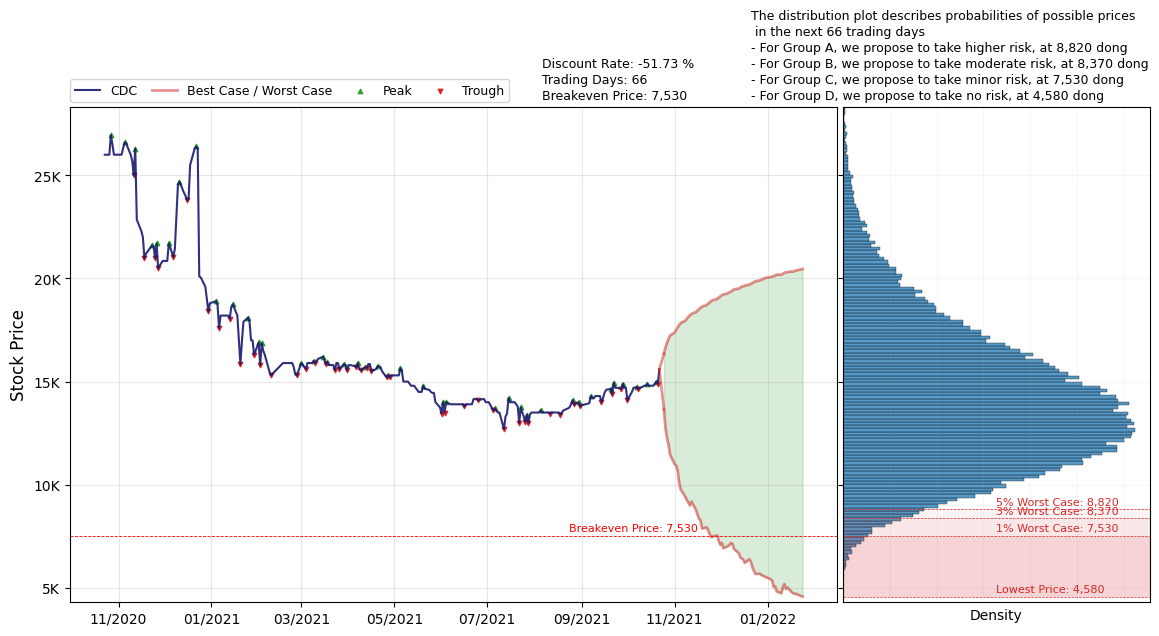 The distribution plot describes probabilities of possible prices
in the next 66 trading days
- For Group A, we propose to take higher risk, at 8,820 dong
- For Group B, we propose to take moderate risk, at 8,370 dong
- For Group C, we propose to take minor risk, at 7,530 dong
- For Group D, we propose to take no risk, at 4,580 dong
Discount Rate: -51.73 %
Trading Days: 66
Breakeven Price: 7,530
CDC
Best Case / Worst Case
Peak
Trough
Stock Price
25K
20K
15K
10K
5K
Breakeven Price: 7,530
11/2020
01/2021
03/2021
05/2021
07/2021
09/2021
11/2021
01/2022
5% Worst Case: 8,820
3% Worst Case: 8,370
1% Worst Case: 7,530
Lowest Price: 4,580
Density